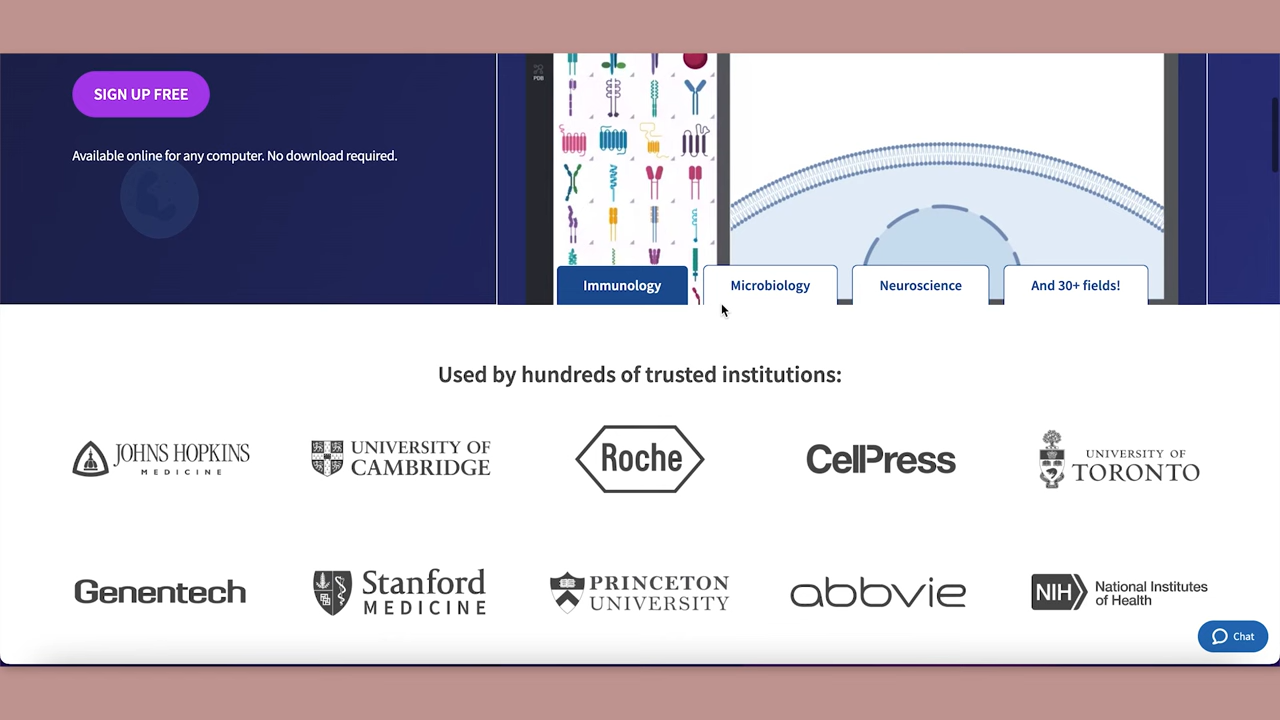 PDB
SIGN UP FREE
Available online for any computer. No download required.
Immunology
Microbiology
Neuroscience
And 30+ fields!
Used by hundreds of trusted institutions:
JOHNS HOPKINS
MEDICINE
UNIVERSITY OF
CAMBRIDGE
Roche
CellPress
UNIVERSITY OF
TORONTO
Genentech
Stanford
MEDICINE
PRINCETON
UNIVERSITY
abbvie
NIH
National Institutes
of Health
Chat